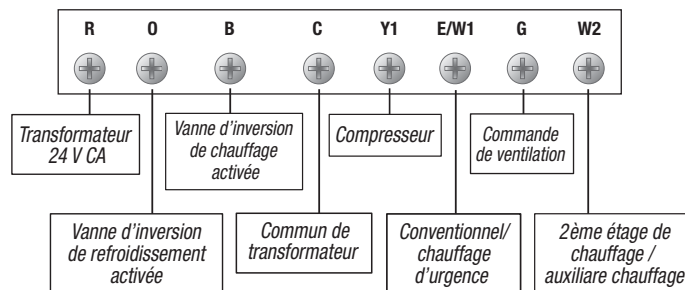 R O B C Y1 E/W1 G W2
Transformateur
24 V CA
Vanne d'inversion
de chauffage
activée
Compresseur
Commande
de ventilation
Vanne d'inversion
de refroidissement
activée
Commun de
transformateur
Conventionnel/
chauffage
d'urgence
2ème étage de
chauffage /
auxiliare chauffage